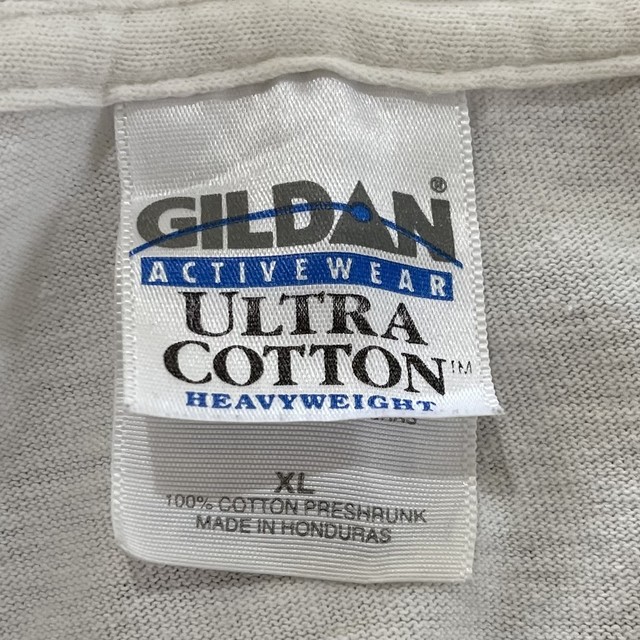 GILDAN®
ACTIVEWEAR
ULTRA
COTTON™
HEAVYWEIGHT
XL
100% COTTON PRESHRUNK
MADE IN HONDURAS